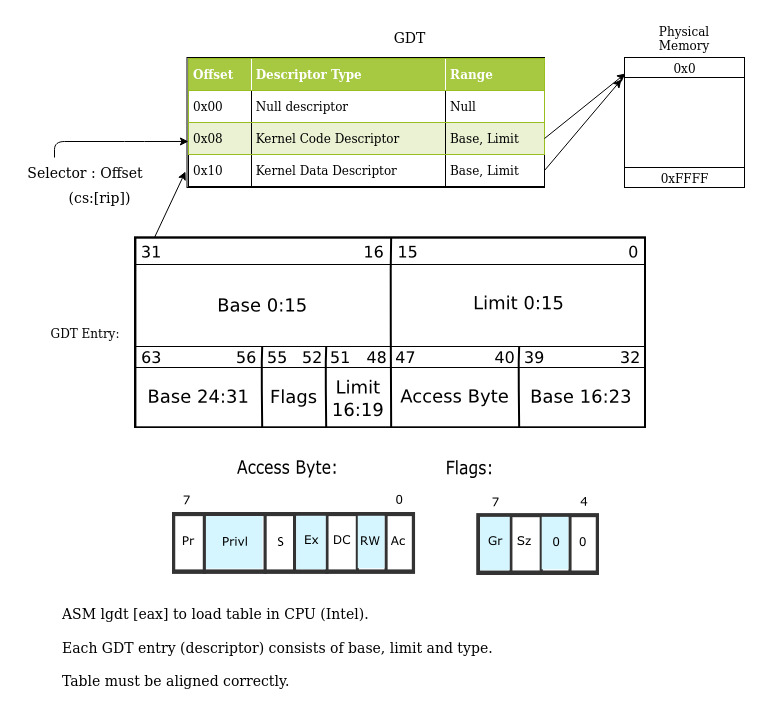 GDT
Physical
Memory
Offset Descriptor Type Range
0x0
0x00 Null descriptor Null
0x08 Kernel Code Descriptor Base, Limit
0x10 Kernel Data Descriptor Base, Limit
0xFFFF
Selector : Offset
(cs:[rip])
31 16 15 0
Base 0:15 Limit 0:15
GDT Entry:
63 56 55 52 51 48 47 40 39 32
Base 24:31 Flags Limit
16:19 Access Byte Base 16:23
Access Byte: Flags:
7 0 7 4
Pr Privl S Ex DC RW Ac Gr Sz 0 0
ASM lgdt [eax] to load table in CPU (Intel).
Each GDT entry (descriptor) consists of base, limit and type.
Table must be aligned correctly.